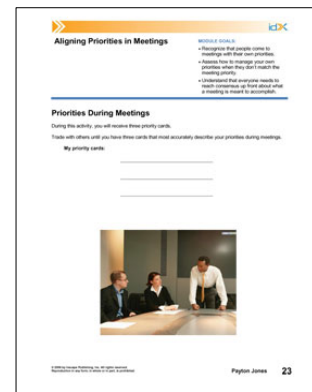 idX
Aligning Priorities in Meetings
MODULE GOALS:
• Recognize that people come to
meetings with their own priorities.
• Assess how to manage your own
priorities when they don't match the
meeting priority.
• Understand that everyone needs to
reach consensus up front about what
a meeting is meant to accomplish.
Priorities During Meetings
During this activity, you will receive three priority cards.
Trade with others until you have three cards that most accurately describe your priorities during meetings.
My priority cards:
Payton Jones 23